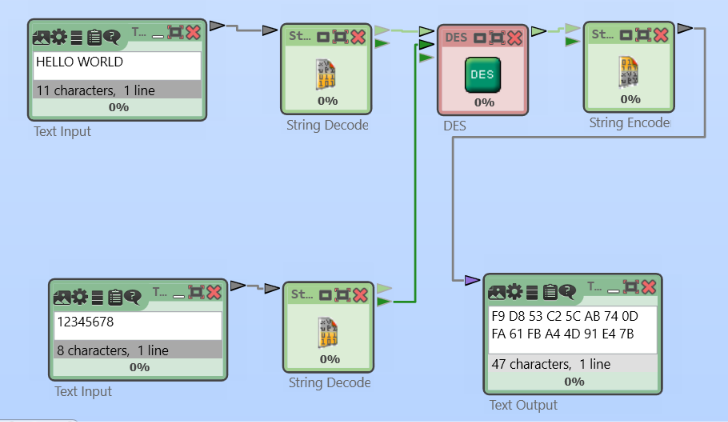 T...
HELLO WORLD
11 characters, 1 line
0%
Text Input
St...
0%
String Decode
DES
DES
0%
DES
St...
0%
String Encode
T...
12345678
8 characters, 1 line
0%
Text Input
St...
0%
String Decode
T...
F9 D8 53 C2 5C AB 74 0D
FA 61 FB A4 4D 91 E4 7B
47 characters, 1 line
0%
Text Output